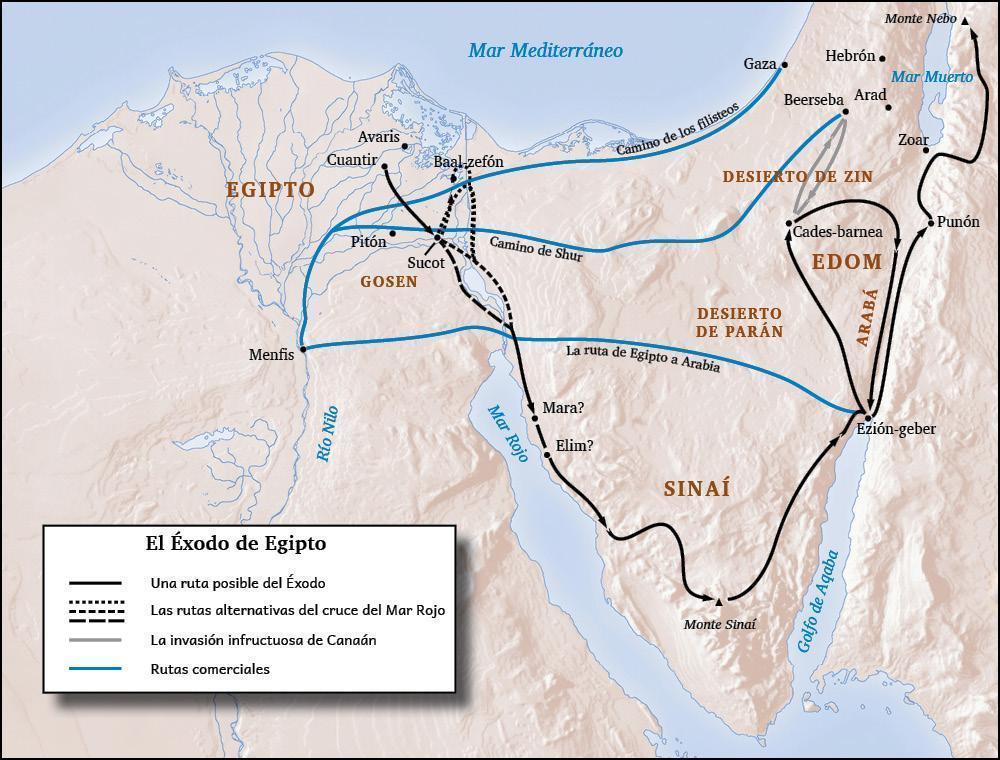 Monte Nebo
Mar Mediterráneo
Hebrón
Gaza
Mar Muerto
Beerseba
Arad
Camino de los filisteos
Avaris
Zoar
Cuantir
Baal-zefón
EGIPTO
DESIERTO DE ZIN
Pitón
Cades-barnea
Punón
Camino de Shur
Sucot
EDOM
GOSEN
ARABÁ
DESIERTO
DE PARÁN
Menfis
La ruta de Egipto a Arabia
Mara?
Ezión-geber
Río Nilo
Mar Rojo
Elim?
SINAÍ
Golfo de Aqaba
Monte Sinaí
El Éxodo de Egipto
Una ruta posible del Éxodo
Las rutas alternativas del cruce del Mar Rojo
La invasión infructuosa de Canaán
Rutas comerciales